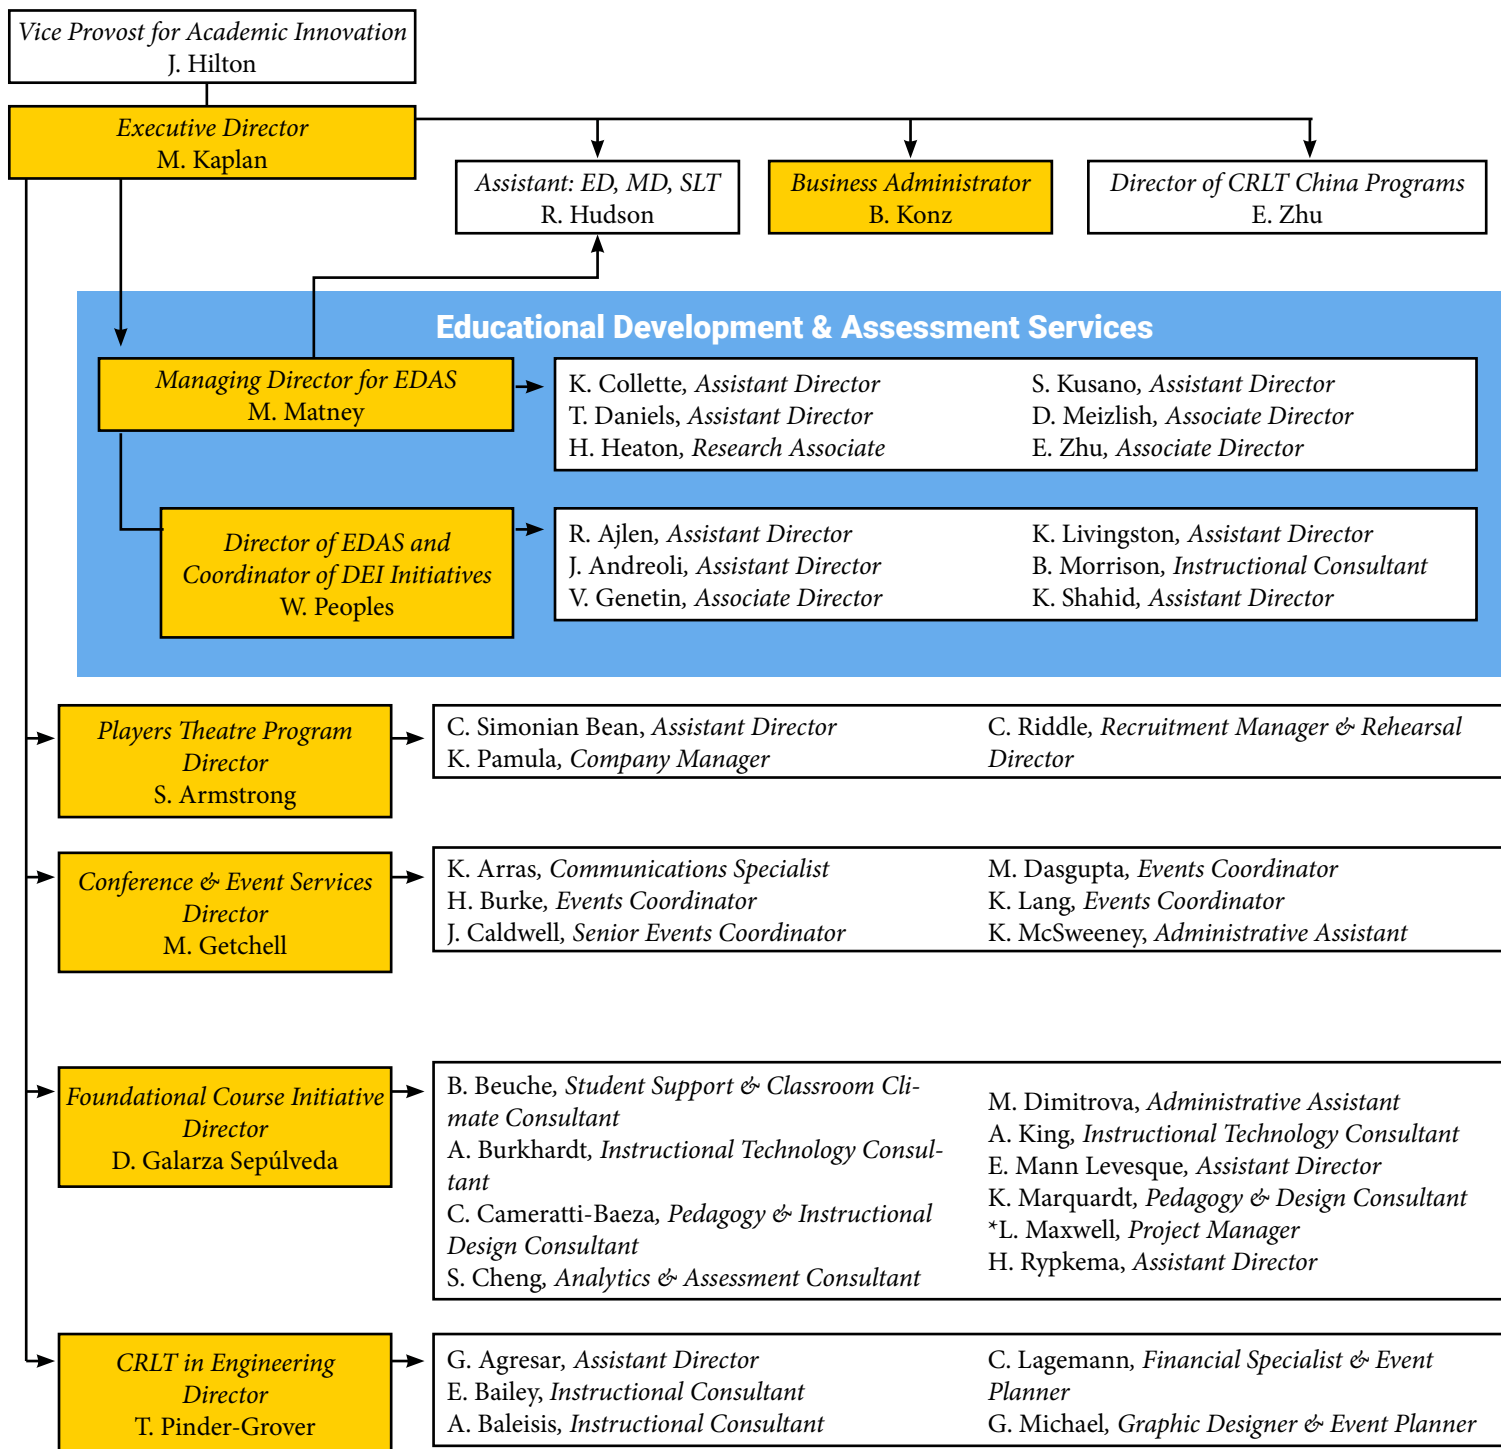 Vice Provost for Academic Innovation
J. Hilton
Executive Director
M. Kaplan
Assistant: ED, MD, SLT
R. Hudson
Business Administrator
B. Konz
Director of CRLT China Programs
E. Zhu
Educational Development & Assessment Services
Managing Director for EDAS
M. Matney
K. Collette, Assistant Director
T. Daniels, Assistant Director
H. Heaton, Research Associate
S. Kusano, Assistant Director
D. Meizlish, Associate Director
E. Zhu, Associate Director
Director of EDAS and
Coordinator of DEI Initiatives
W. Peoples
R. Ajlen, Assistant Director
J. Andreoli, Assistant Director
V. Genetin, Associate Director
K. Livingston, Assistant Director
B. Morrison, Instructional Consultant
K. Shahid, Assistant Director
Players Theatre Program
Director
S. Armstrong
C. Simonian Bean, Assistant Director
K. Pamula, Company Manager
C. Riddle, Recruitment Manager & Rehearsal
Director
Conference & Event Services
Director
M. Getchell
K. Arras, Communications Specialist
H. Burke, Events Coordinator
J. Caldwell, Senior Events Coordinator
M. Dasgupta, Events Coordinator
K. Lang, Events Coordinator
K. McSweeney, Administrative Assistant
Foundational Course Initiative
Director
D. Galarza Sepúlveda
B. Beuche, Student Support & Classroom Cli-
mate Consultant
A. Burkhardt, Instructional Technology Consul-
tant
C. Cameratti-Baeza, Pedagogy & Instructional
Design Consultant
S. Cheng, Analytics & Assessment Consultant
M. Dimitrova, Administrative Assistant
A. King, Instructional Technology Consultant
E. Mann Levesque, Assistant Director
K. Marquardt, Pedagogy & Design Consultant
*L. Maxwell, Project Manager
H. Rypkema, Assistant Director
CRLT in Engineering
Director
T. Pinder-Grover
G. Agresar, Assistant Director
E. Bailey, Instructional Consultant
A. Baleisis, Instructional Consultant
C. Lagemann, Financial Specialist & Event
Planner
G. Michael, Graphic Designer & Event Planner